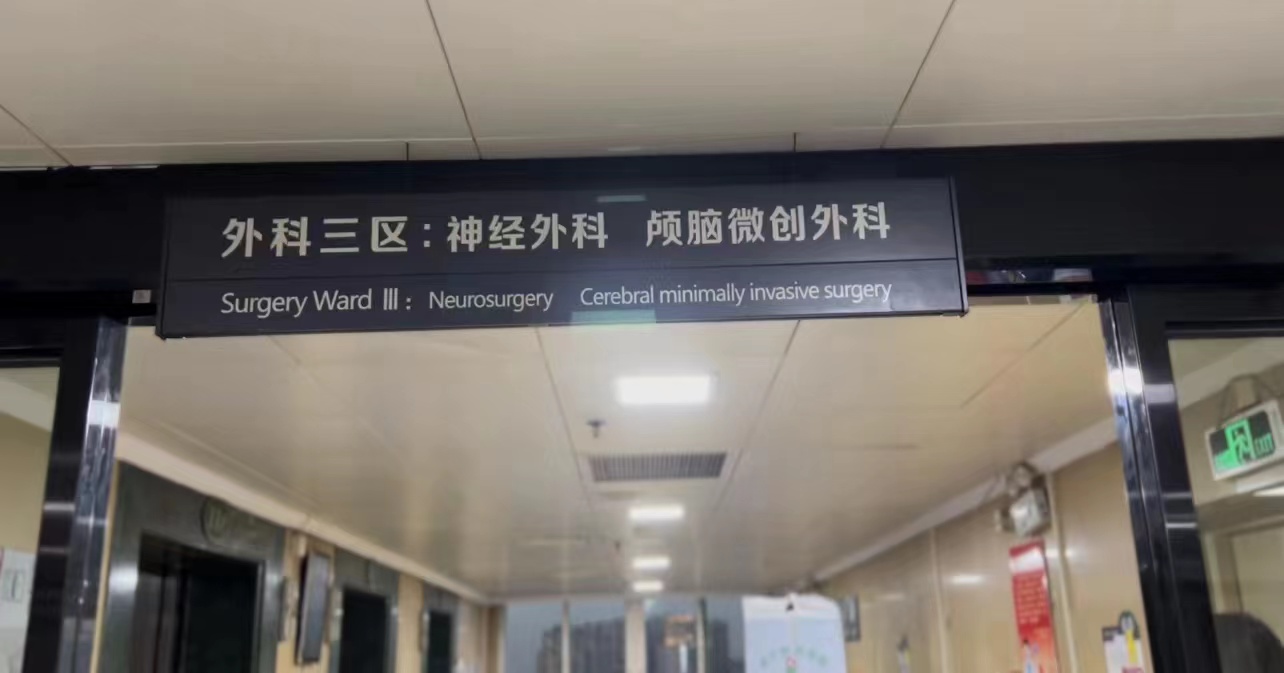 外科三区：神经外科 颅脑微创外科
Surgery Ward Ⅲ： Neurosurgery Cerebral minimally invasive surgery
EXIT